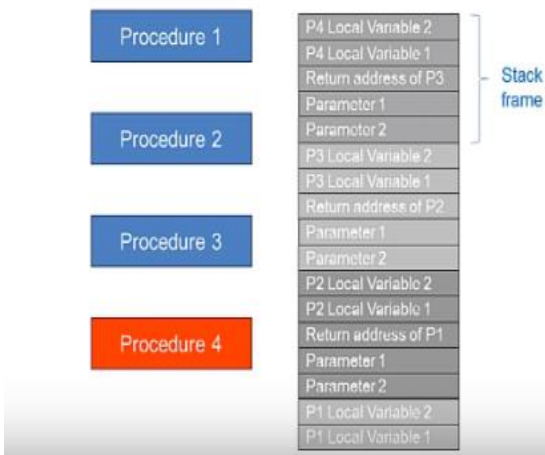 Procedure 1
Procedure 2
Procedure 3
Procedure 4
P4 Local Variable 2
P4 Local Variable 1
Return address of P3
Parameter 1
Parameter 2
P3 Local Variable 2
P3 Local Variable 1
Return address of P2
Parameter 1
Parameter 2
P2 Local Variable 2
P2 Local Variable 1
Return address of P1
Parameter 1
Parameter 2
P1 Local Variable 2
P1 Local Variable 1
Stack
frame